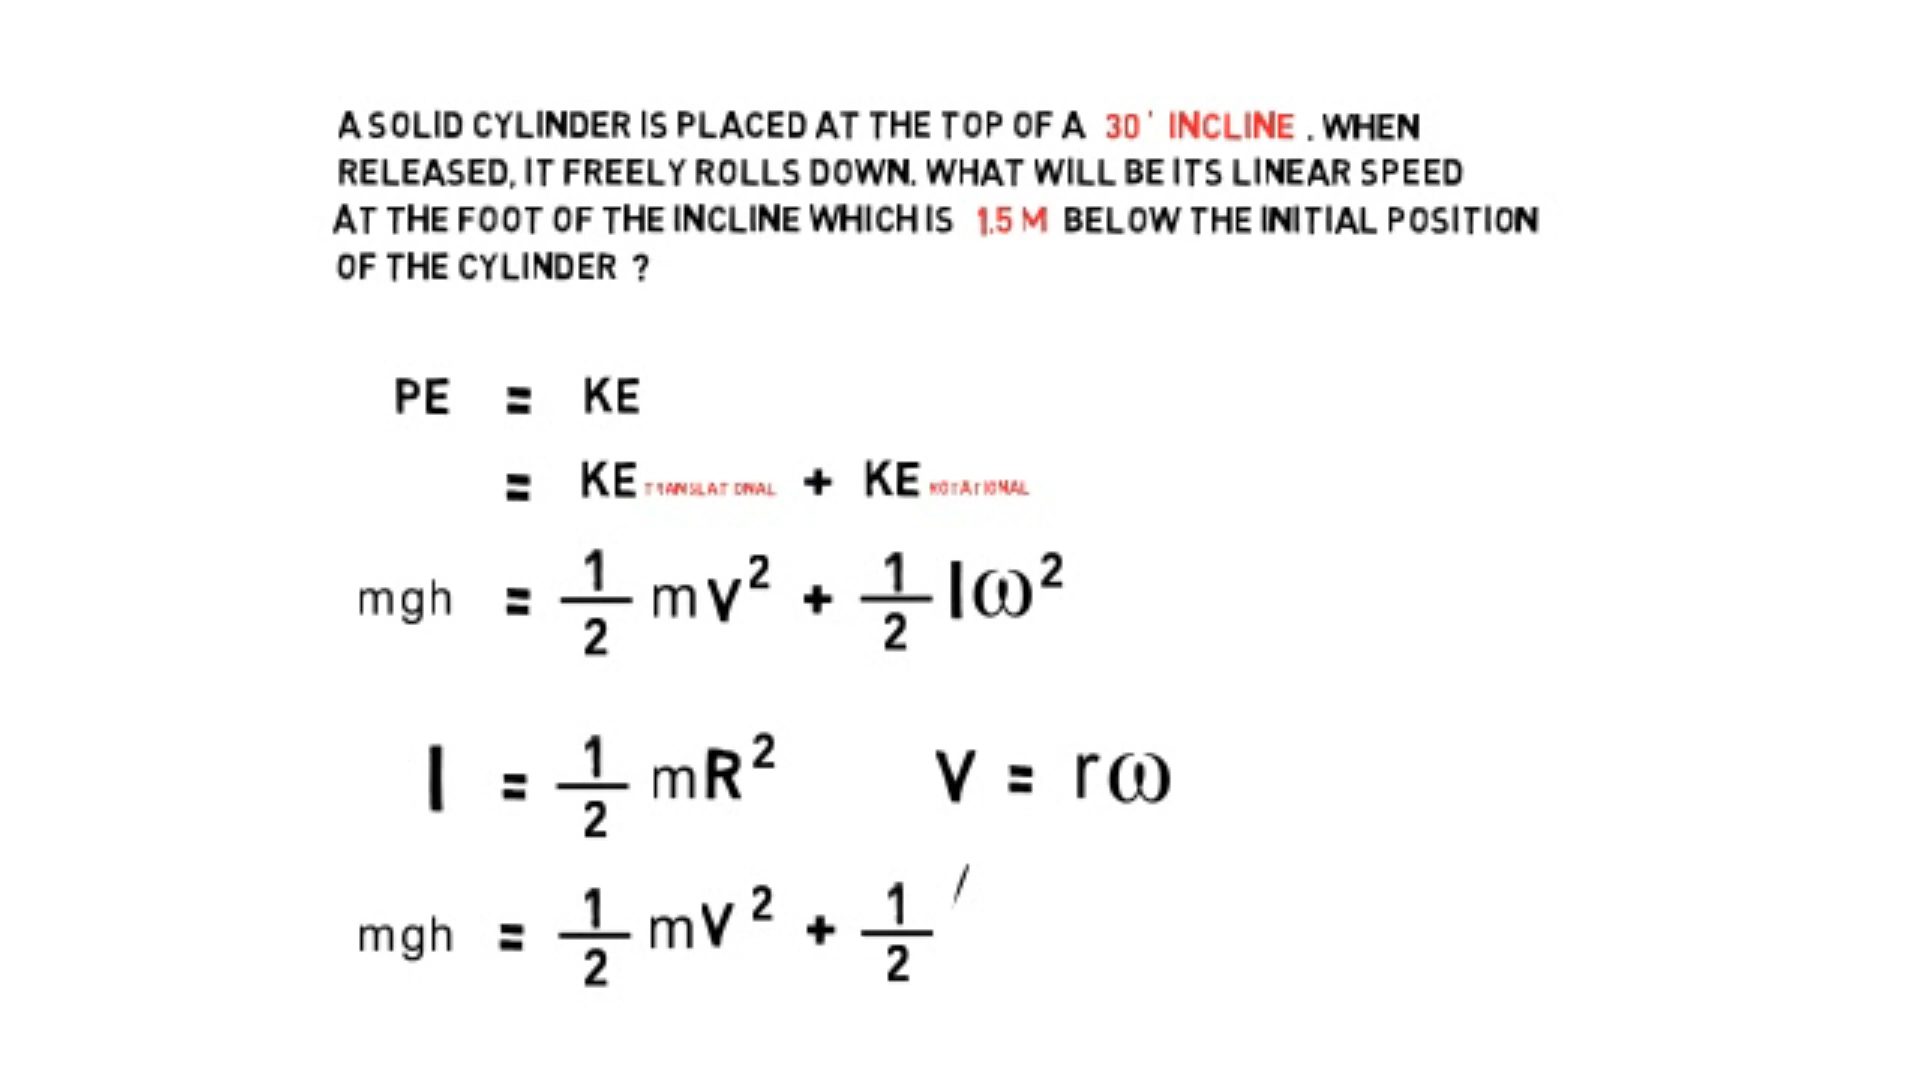 A SOLID CYLINDER IS PLACED AT THE TOP OF A 30° INCLINE . WHEN
RELEASED, IT FREELY ROLLS DOWN. WHAT WILL BE ITS LINEAR SPEED
AT THE FOOT OF THE INCLINE WHICH IS 1.5 M BELOW THE INITIAL POSITION
OF THE CYLINDER ?
PE = KE
= KE TRANSLATIONAL + KE ROTATIONAL
mgh = 1/2 mV² + 1/2 Iω²
I = 1/2 mR² V = rω
mgh = 1/2 mV² + 1/2